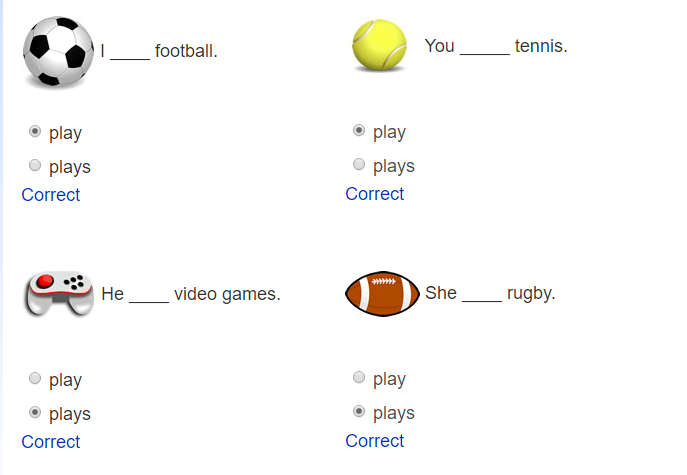 I ____ football.
play
plays
Correct
You _____ tennis.
play
plays
Correct
He ____ video games.
play
plays
Correct
She ____ rugby.
play
plays
Correct